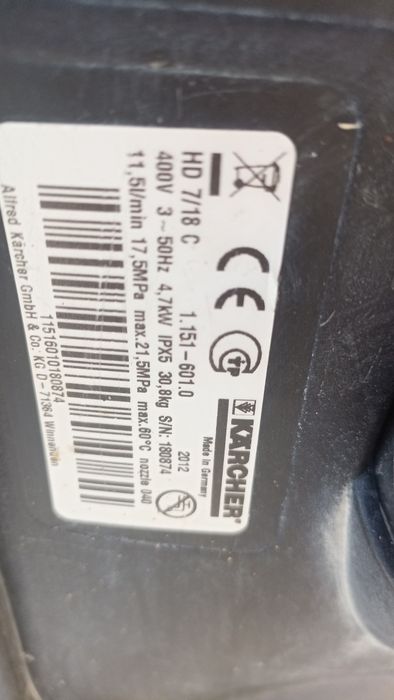 KÄRCHER®
Made in Germany
HD 7/18 C 1.151-601.0 2012
400V 3~50Hz 4,7kW IPX5 30,8kg S/N: 180874
11,5l/min 17,5MPa max.21,5MPa max.60°C nozzle 040
11516010180874
Alfred Kärcher GmbH & Co. KG D - 71364 Winnenden